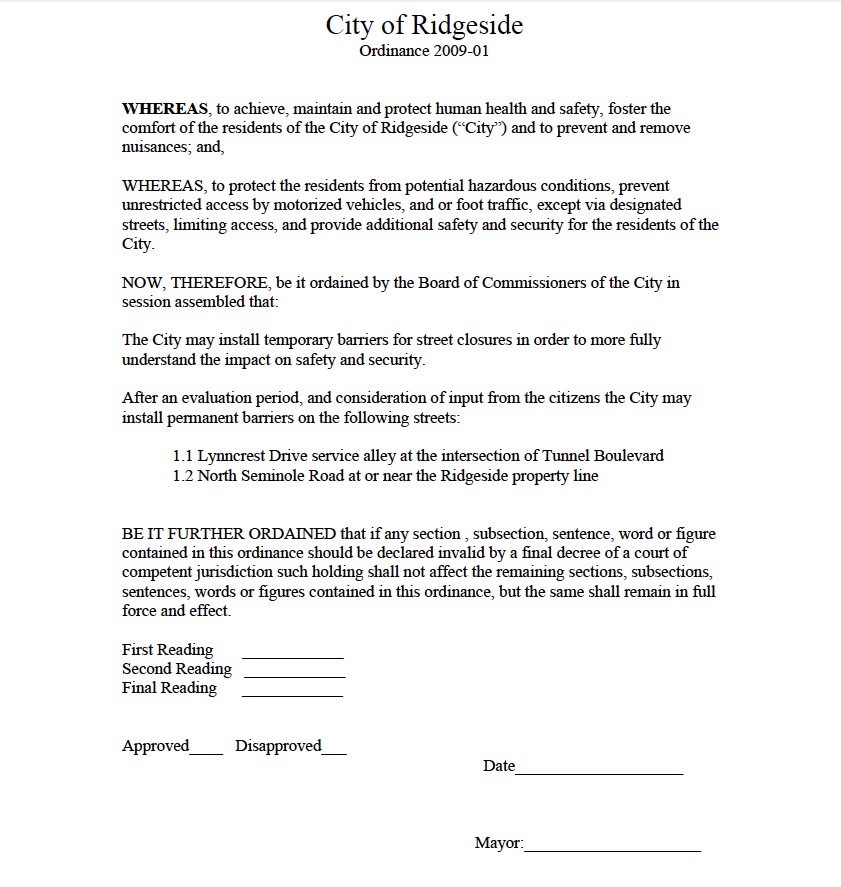 City of Ridgeside
Ordinance 2009-01
WHEREAS, to achieve, maintain and protect human health and safety, foster the
comfort of the residents of the City of Ridgeside (“City”) and to prevent and remove
nuisances; and,
WHEREAS, to protect the residents from potential hazardous conditions, prevent
unrestricted access by motorized vehicles, and or foot traffic, except via designated
streets, limiting access, and provide additional safety and security for the residents of the
City.
NOW, THEREFORE, be it ordained by the Board of Commissioners of the City in
session assembled that:
The City may install temporary barriers for street closures in order to more fully
understand the impact on safety and security.
After an evaluation period, and consideration of input from the citizens the City may
install permanent barriers on the following streets:
1.1 Lynncrest Drive service alley at the intersection of Tunnel Boulevard
1.2 North Seminole Road at or near the Ridgeside property line
BE IT FURTHER ORDAINED that if any section , subsection, sentence, word or figure
contained in this ordinance should be declared invalid by a final decree of a court of
competent jurisdiction such holding shall not affect the remaining sections, subsections,
sentences, words or figures contained in this ordinance, but the same shall remain in full
force and effect.
First Reading ____________
Second Reading ____________
Final Reading ____________
Approved____ Disapproved___
Date____________________
Mayor:_____________________